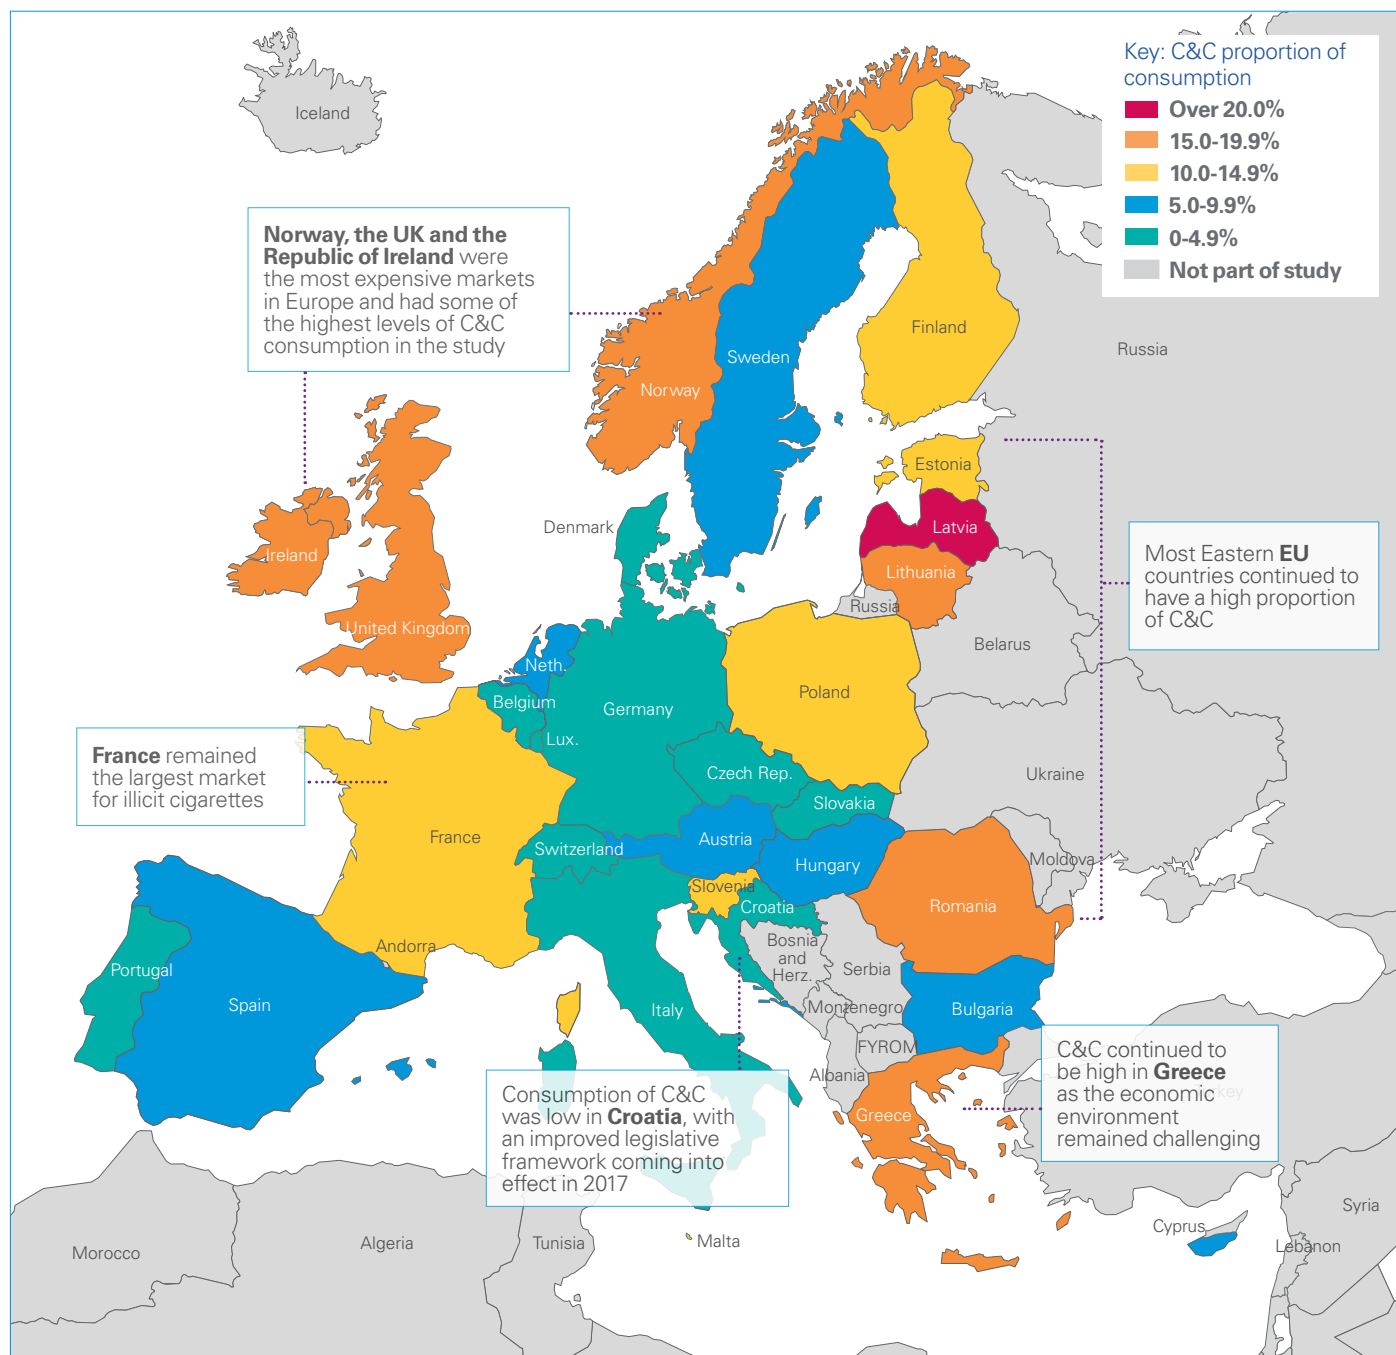 Key: C&C proportion of
consumption
Over 20.0%
15.0-19.9%
10.0-14.9%
5.0-9.9%
0-4.9%
Not part of study
Iceland
Norway, the UK and the
Republic of Ireland were
the most expensive markets
in Europe and had some of
the highest levels of C&C
consumption in the study
Finland
Russia
Sweden
Norway
Estonia
Denmark
Latvia
Ireland
Lithuania
Most Eastern EU
countries continued to
have a high proportion
of C&C
Russia
United Kingdom
Belarus
Neth.
Poland
Belgium
Germany
Lux.
France remained
the largest market
for illicit cigarettes
Czech Rep.
Ukraine
Slovakia
France
Austria
Switzerland
Hungary
Moldova
Slovenia
Croatia
Romania
Andorra
Bosnia
and
Herz.
Portugal
Serbia
Spain
Italy
Montenegro
Bulgaria
FYROM
Albania
C&C continued to
be high in Greece
as the economic
environment
remained challenging
key
Consumption of C&C
was low in Croatia, with
an improved legislative
framework coming into
effect in 2017
Greece
Syria
Cyprus
Malta
Morocco
Algeria
Tunisia
Lebanon